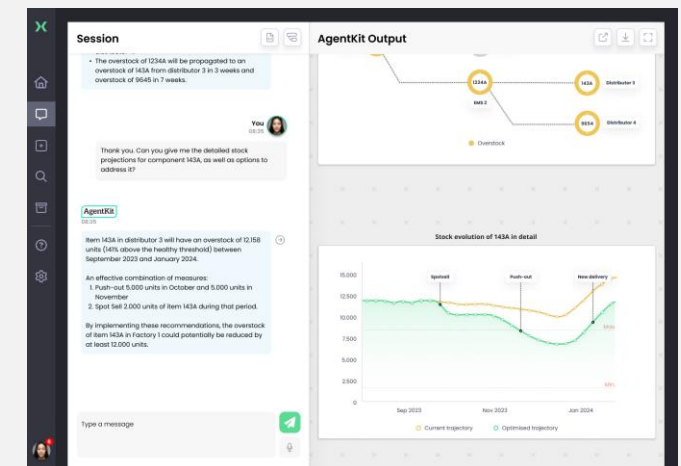 Session
• The overstock of 1234A will be propagated to an
overstock of 143A from distributor 3 in 3 weeks and
overstock of 9645 in 7 weeks.
You
08:35
Thank you. Can you give me the detailed stock
projections for component 143A, as well as options to
address it?
AgentKit
08:35
Item 143A in distributor 3 will have an overstock of 12.158
units (141% above the healthy threshold) between
September 2023 and January 2024.
An effective combination of measures:
1. Push-out 5.000 units in October and 5.000 units in
November
2. Spot Sell 2.000 units of item 143A during that period.
By implementing these recommendations, the overstock
of item 143A in Factory 1 could potentially be reduced by
at least 12.000 units.
Type a message
AgentKit Output
1234A
EMS 2
143A
Distributor 3
Distributor 4
Overstock
Stock evolution of 143A in detail
15,000
12,500
10,000
7,500
5,000
2,500
0
Spotsell
Push-out
New delivery
Max
Min
Sep 2023
Nov 2023
Jan 2024
Current trajectory
Optimised trajectory